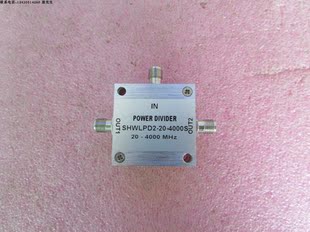 IN
POWER DIVIDER
SHWLPD2-20-4000S
20 - 4000 MHz
OUT1
OUT2